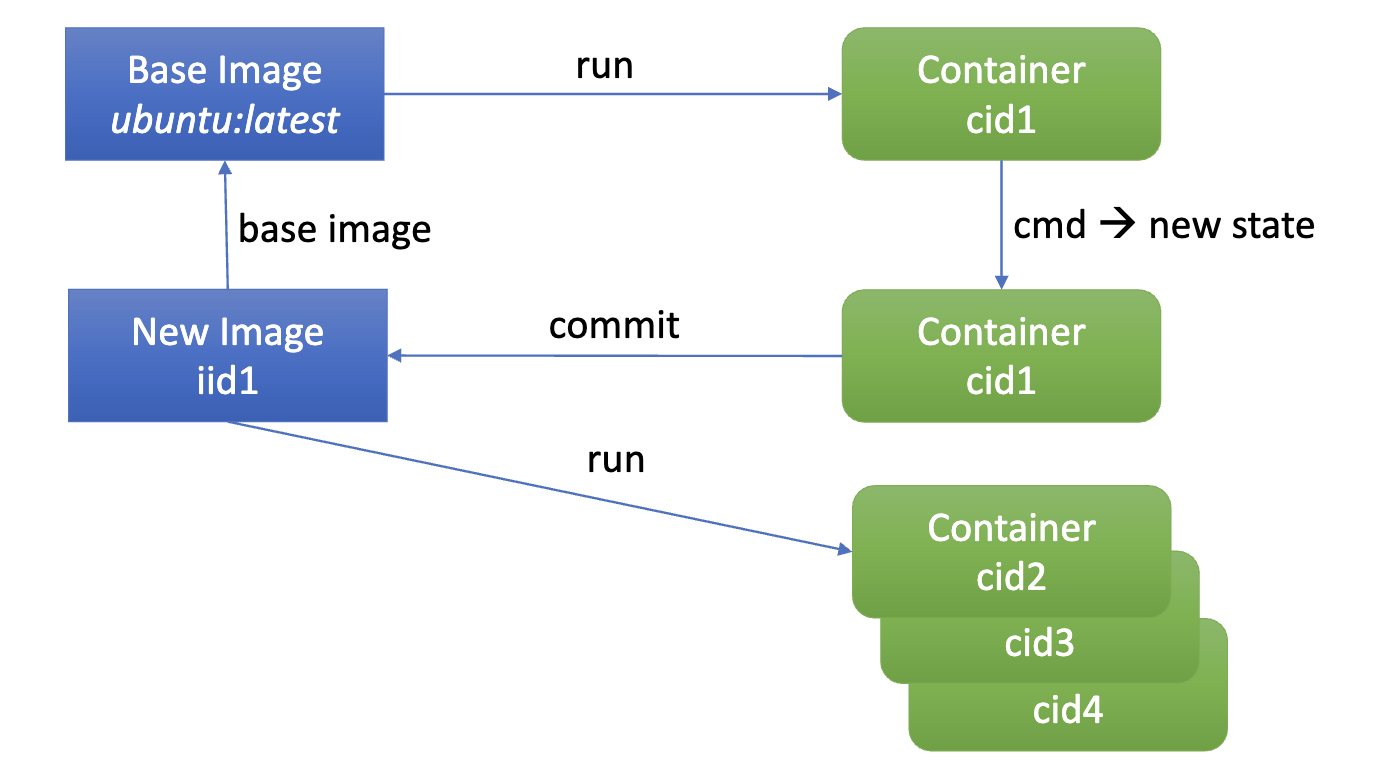 Base Image
ubuntu:latest
run
Container
cid1
base image
cmd → new state
New Image
iid1
commit
Container
cid1
run
Container
cid2
cid3
cid4